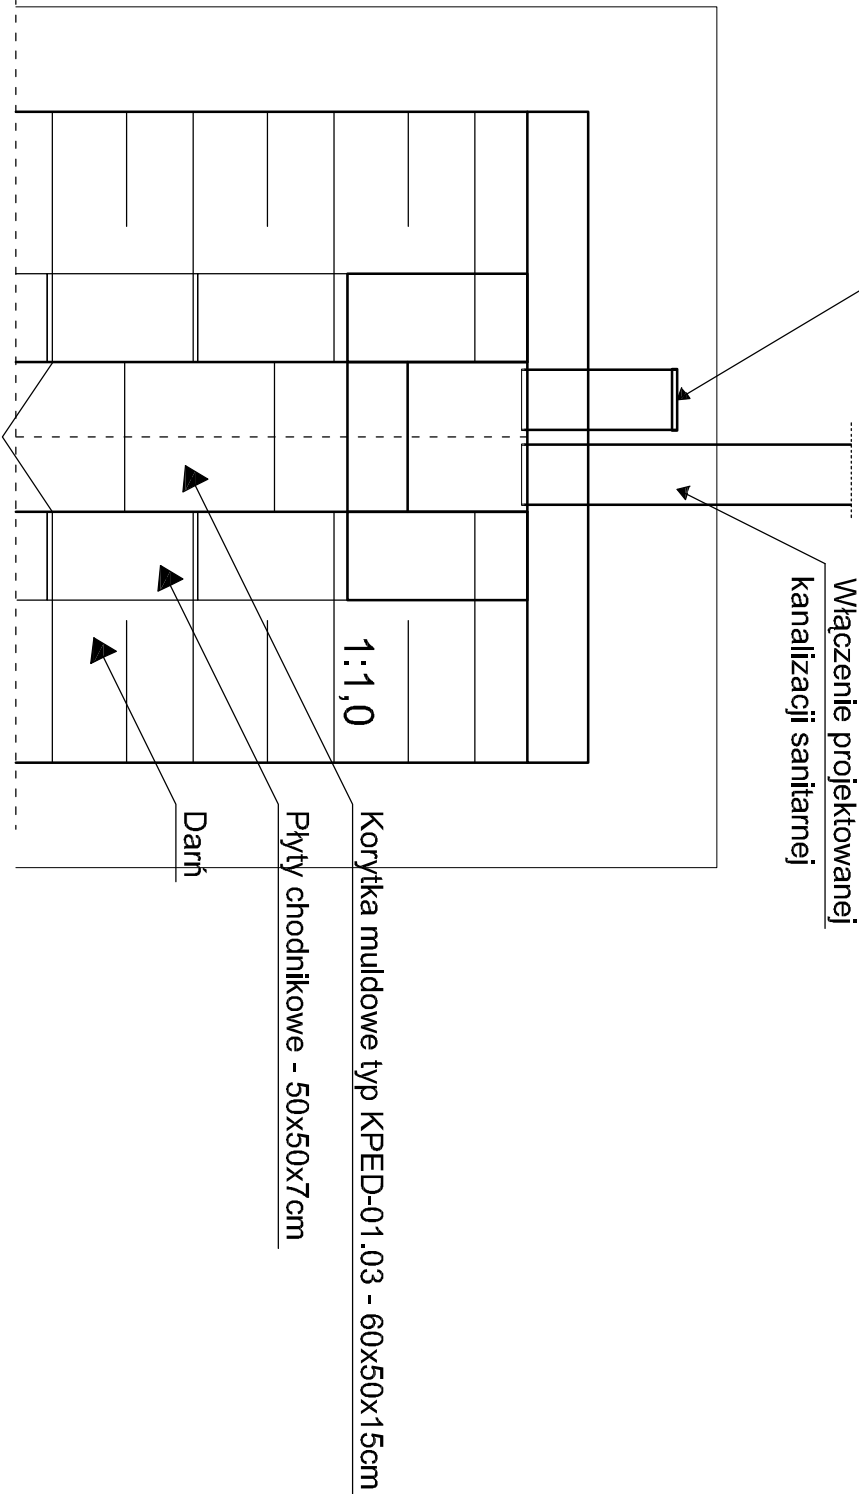 Włączenie projektowanej
kanalizacji sanitarnej
1:1,0
Korytka muldowe typ KPED-01.03 - 60x50x15cm
Płyty chodnikowe - 50x50x7cm
Darń